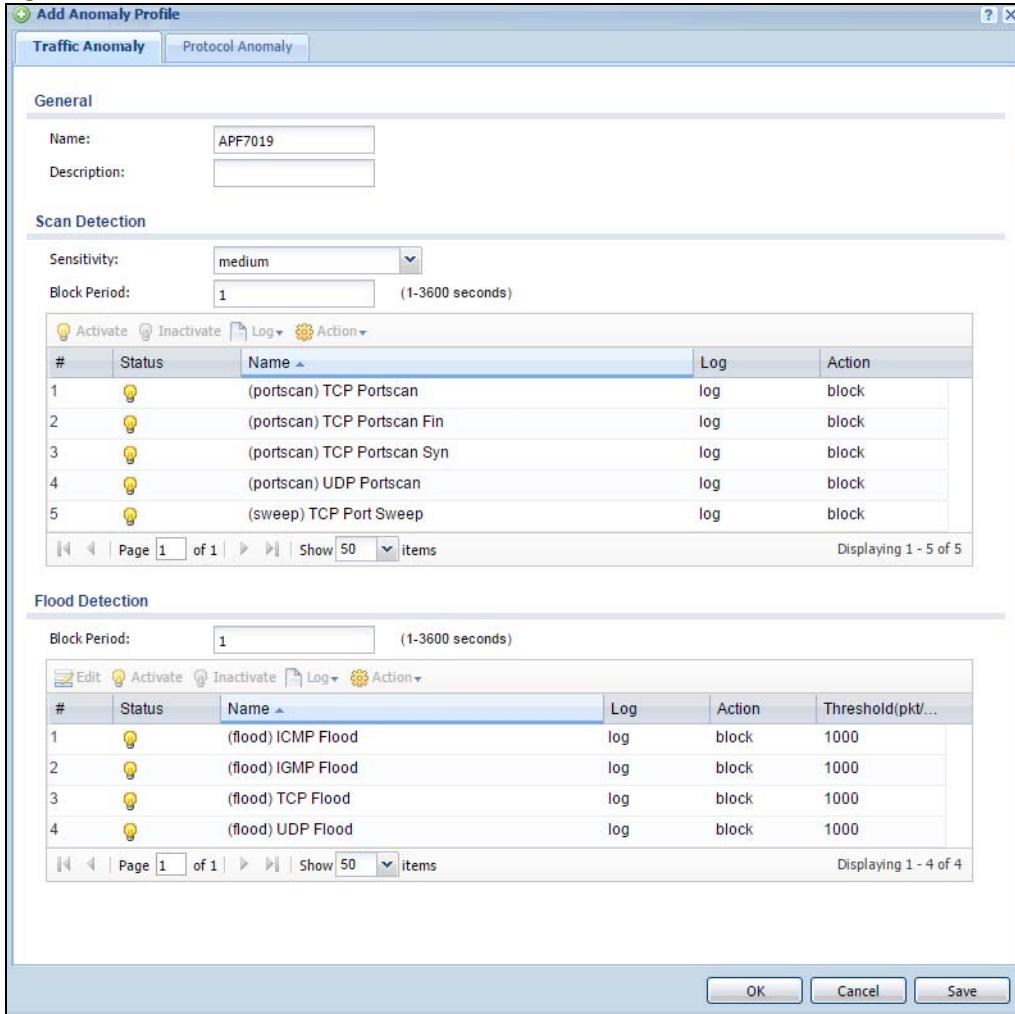 Add Anomaly Profile ? X
Traffic Anomaly Protocol Anomaly
General
Name: APF7019
Description:
Scan Detection
Sensitivity: medium
Block Period: 1 (1-3600 seconds)
Activate Inactivate Log Action
# Status Name Log Action
1 (portscan) TCP Portscan log block
2 (portscan) TCP Portscan Fin log block
3 (portscan) TCP Portscan Syn log block
4 (portscan) UDP Portscan log block
5 (sweep) TCP Port Sweep log block
Page 1 of 1 Show 50 items Displaying 1 - 5 of 5
Flood Detection
Block Period: 1 (1-3600 seconds)
Edit Activate Inactivate Log Action
# Status Name Log Action Threshold(pkt/...
1 (flood) ICMP Flood log block 1000
2 (flood) IGMP Flood log block 1000
3 (flood) TCP Flood log block 1000
4 (flood) UDP Flood log block 1000
Page 1 of 1 Show 50 items Displaying 1 - 4 of 4
OK Cancel Save